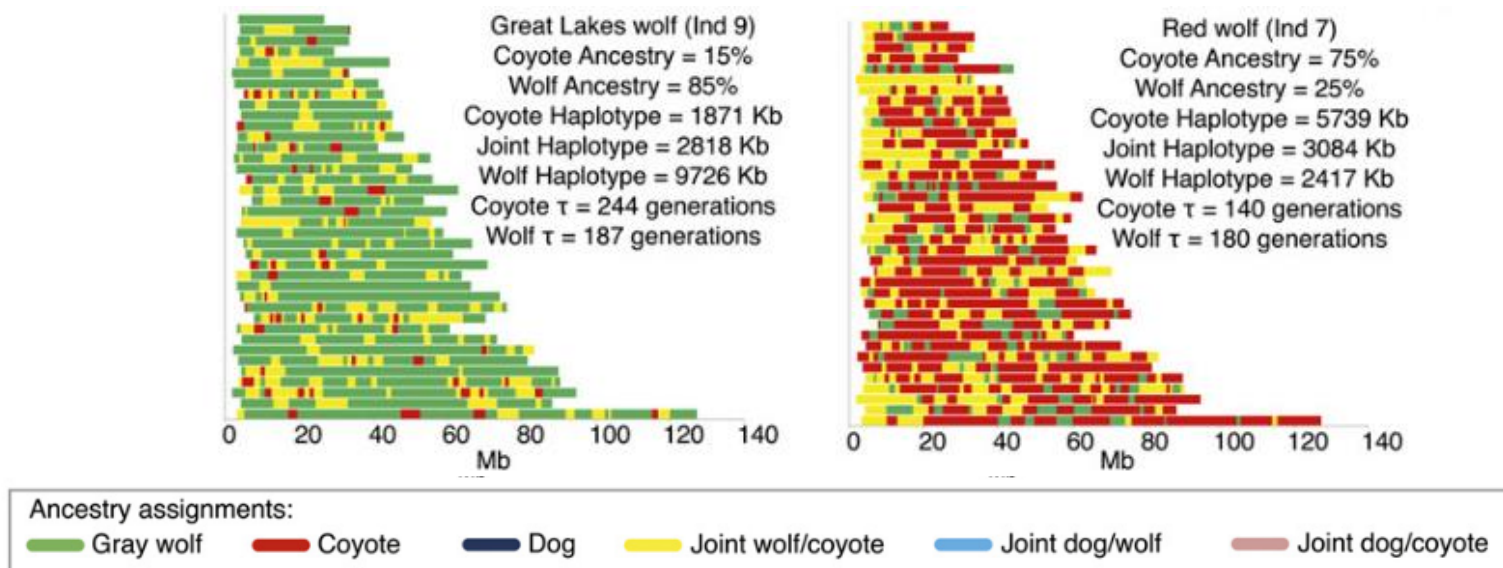 Great Lakes wolf (Ind 9)
Coyote Ancestry = 15%
Wolf Ancestry = 85%
Coyote Haplotype = 1871 Kb
Joint Haplotype = 2818 Kb
Wolf Haplotype = 9726 Kb
Coyote τ = 244 generations
Wolf τ = 187 generations
0 20 40 60 80 100 120 140
Mb
Red wolf (Ind 7)
Coyote Ancestry = 75%
Wolf Ancestry = 25%
Coyote Haplotype = 5739 Kb
Joint Haplotype = 3084 Kb
Wolf Haplotype = 2417 Kb
Coyote τ = 140 generations
Wolf τ = 180 generations
0 20 40 60 80 100 120 140
Mb
Ancestry assignments:
Gray wolf Coyote Dog Joint wolf/coyote Joint dog/wolf Joint dog/coyote